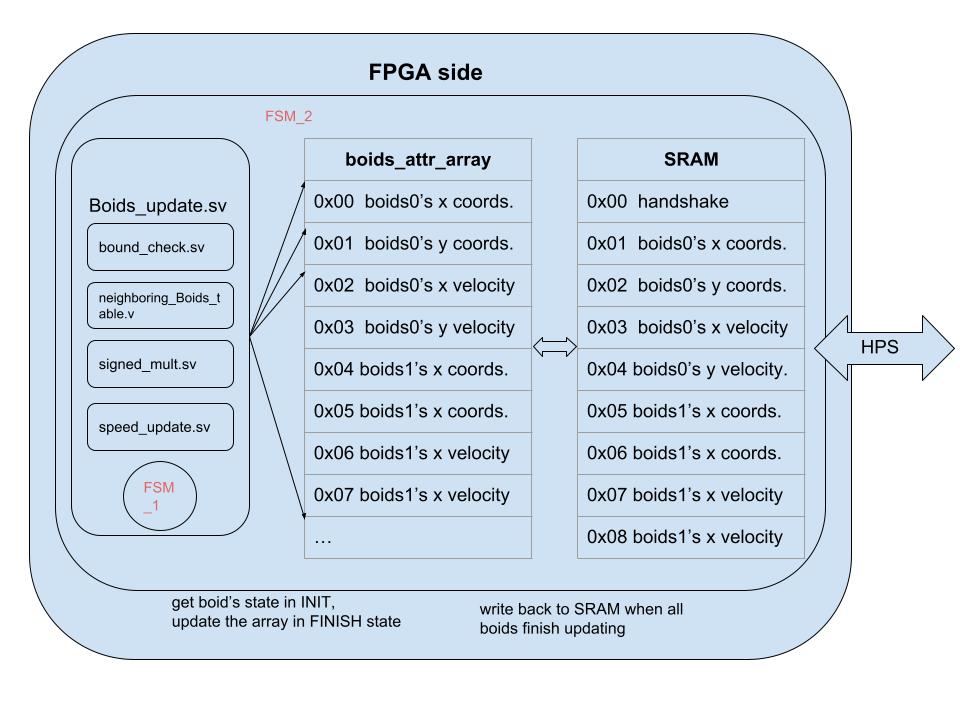 FPGA side
FSM_2
Boids_update.sv
bound_check.sv
neighboring_Boids_t
able.v
signed_mult.sv
speed_update.sv
FSM
_1
boids_attr_array
0x00 boids0's x coords.
0x01 boids0's y coords.
0x02 boids0's x velocity
0x03 boids0's y velocity
0x04 boids1's x coords.
0x05 boids1's x coords.
0x06 boids1's x velocity
0x07 boids1's x velocity
…
SRAM
0x00 handshake
0x01 boids0's x coords.
0x02 boids0's y coords.
0x03 boids0's x velocity
0x04 boids0's y velocity.
0x05 boids1's x coords.
0x06 boids1's x coords.
0x07 boids1's x velocity
0x08 boids1's x velocity
HPS
get boid's state in INIT,
update the array in FINISH state
write back to SRAM when all
boids finish updating